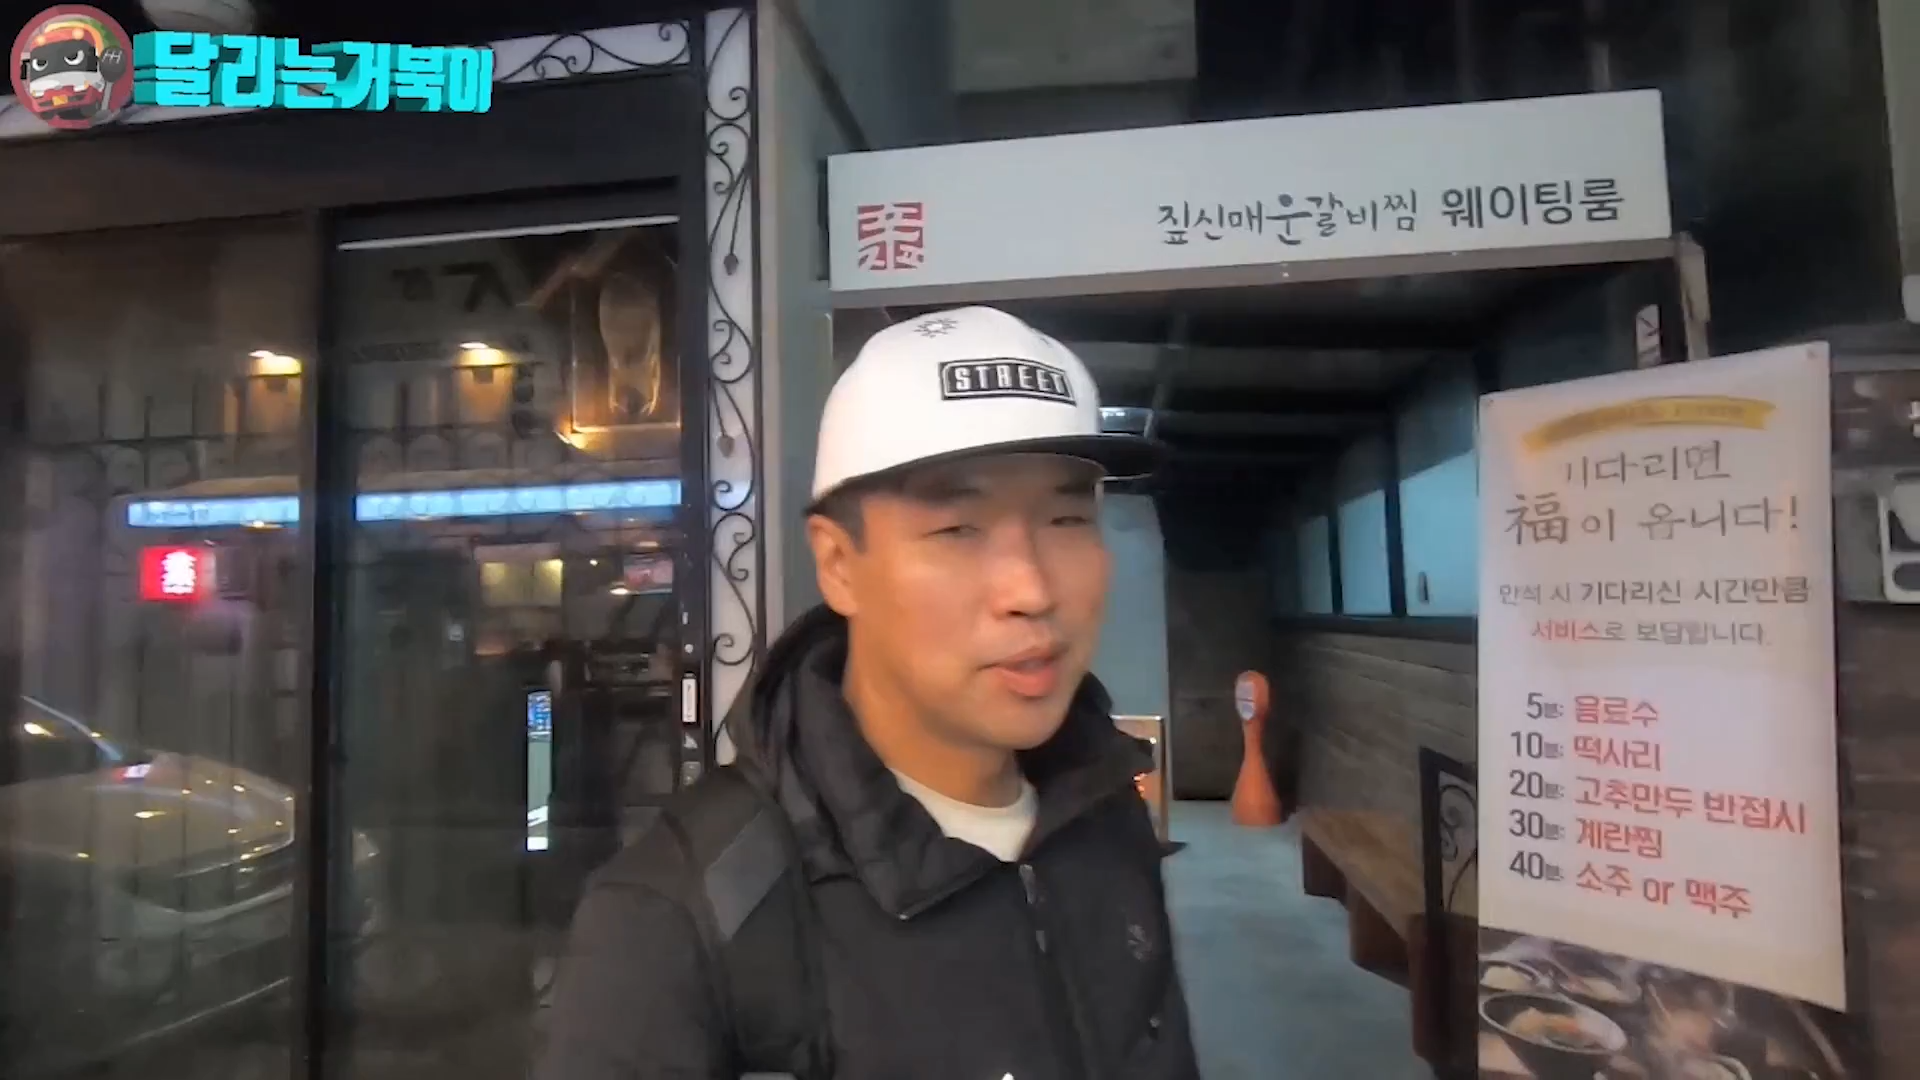 달리는거북이
짚신매운갈비찜 웨이팅룸
STREET
기다리면
福이 옵니다!
만석 시 기다리신 시간만큼
서비스로 보답합니다.
5분: 음료수
10분: 떡사리
20분: 고추만두 반접시
30분: 계란찜
40분: 소주 or 맥주